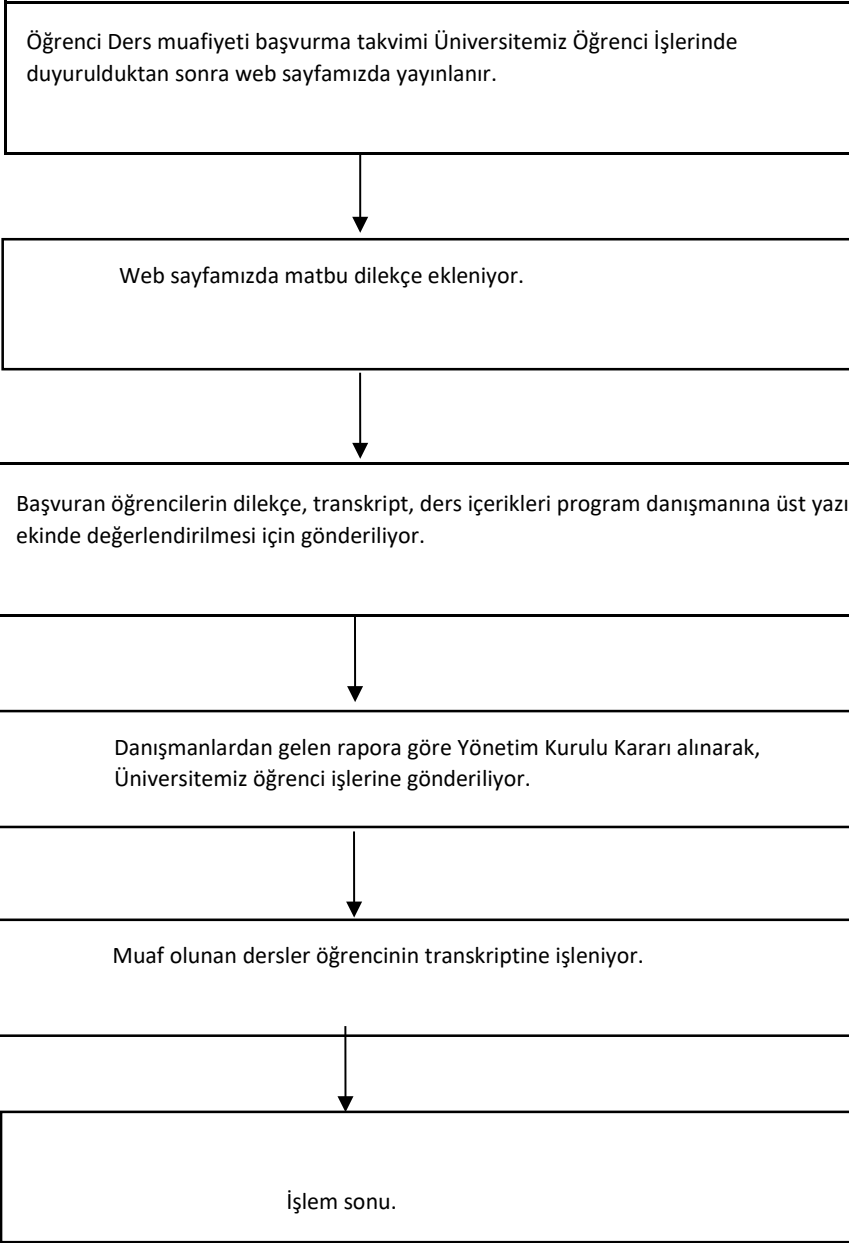 Öğrenci Ders muafiyeti başvurma takvimi Üniversitemiz Öğrenci İşlerinde
duyurulduktan sonra web sayfamızda yayınlanır.
Web sayfamızda matbu dilekçe ekleniyor.
Başvuran öğrencilerin dilekçe, transkript, ders içerikleri program danışmanına üst yazı
ekinde değerlendirilmesi için gönderiliyor.
Danışmanlardan gelen rapora göre Yönetim Kurulu Kararı alınarak,
Üniversitemiz öğrenci işlerine gönderiliyor.
Muaf olunan dersler öğrencinin transkriptine işleniyor.
İşlem sonu.